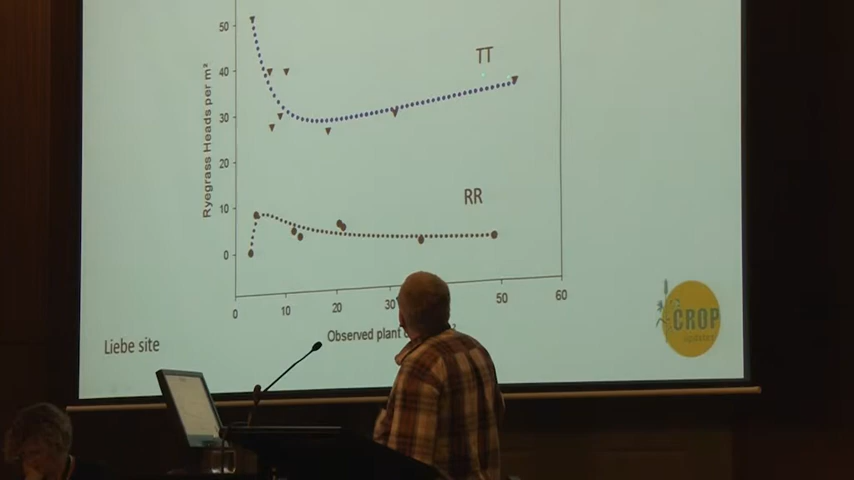 50
TT
40
Ryegrass Heads per m²
30
20
RR
10
0
0 10 20 30 50 60
Observed plant
CROP
updates
Liebe site